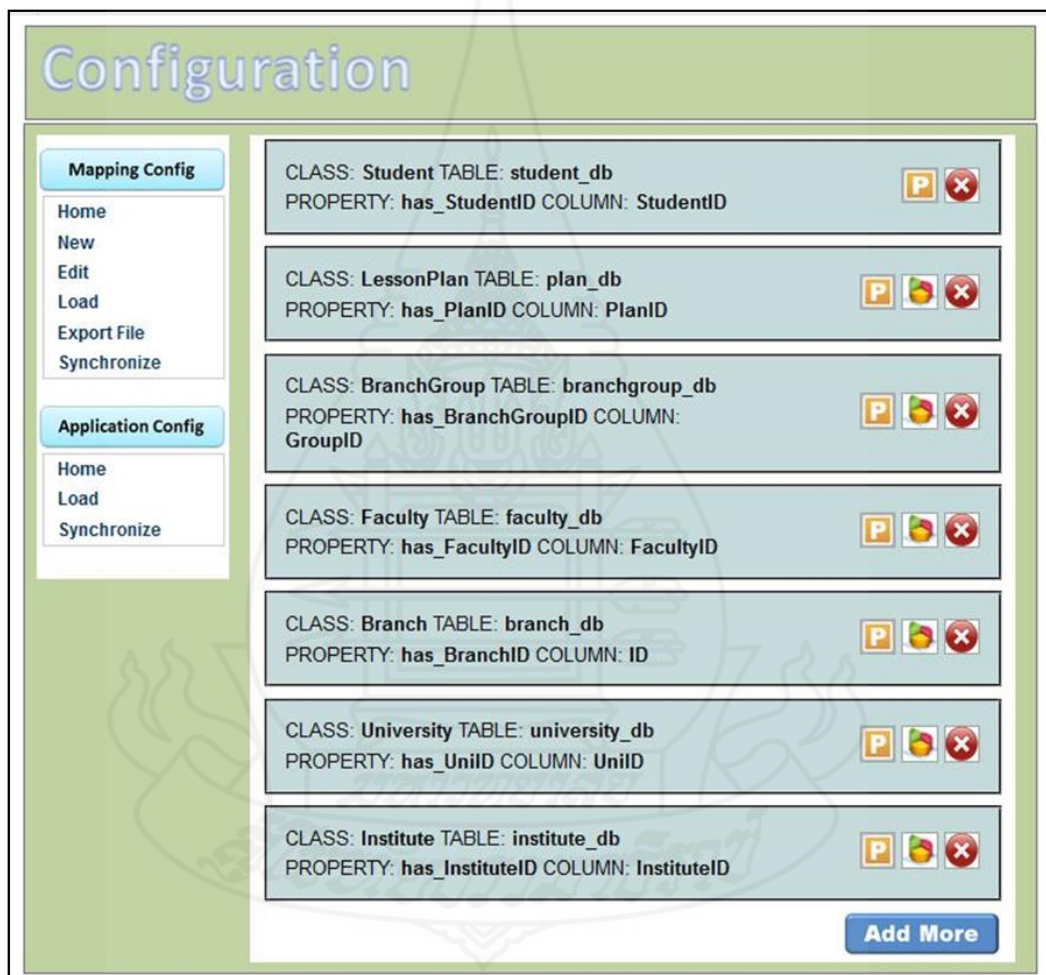 Configuration
Mapping Config
Home
New
Edit
Load
Export File
Synchronize
Application Config
Home
Load
Synchronize
CLASS: Student TABLE: student_db
PROPERTY: has_StudentID COLUMN: StudentID
P
CLASS: LessonPlan TABLE: plan_db
PROPERTY: has_PlanID COLUMN: PlanID
P
CLASS: BranchGroup TABLE: branchgroup_db
PROPERTY: has_BranchGroupID COLUMN:
GroupID
P
CLASS: Faculty TABLE: faculty_db
PROPERTY: has_FacultyID COLUMN: FacultyID
P
CLASS: Branch TABLE: branch_db
PROPERTY: has_BranchID COLUMN: ID
P
CLASS: University TABLE: university_db
PROPERTY: has_UniID COLUMN: UniID
P
CLASS: Institute TABLE: institute_db
PROPERTY: has_InstituteID COLUMN: InstituteID
P
Add More